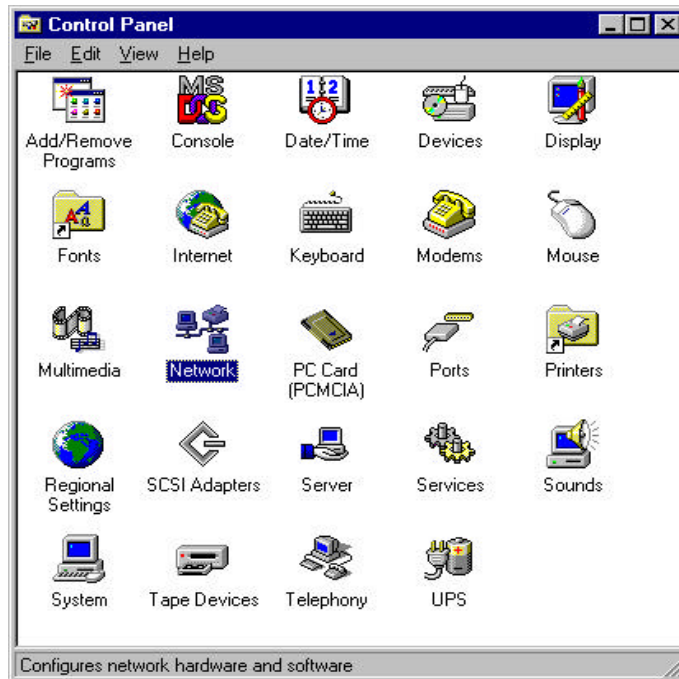 Control Panel
File Edit View Help
MS
DOS
12
Add/Remove Programs
Console
Date/Time
Devices
Display
Fonts
Internet
Keyboard
Modems
Mouse
Multimedia
Network
PC Card (PCMCIA)
Ports
Printers
Regional Settings
SCSI Adapters
Server
Services
Sounds
System
Tape Devices
Telephony
UPS
Configures network hardware and software